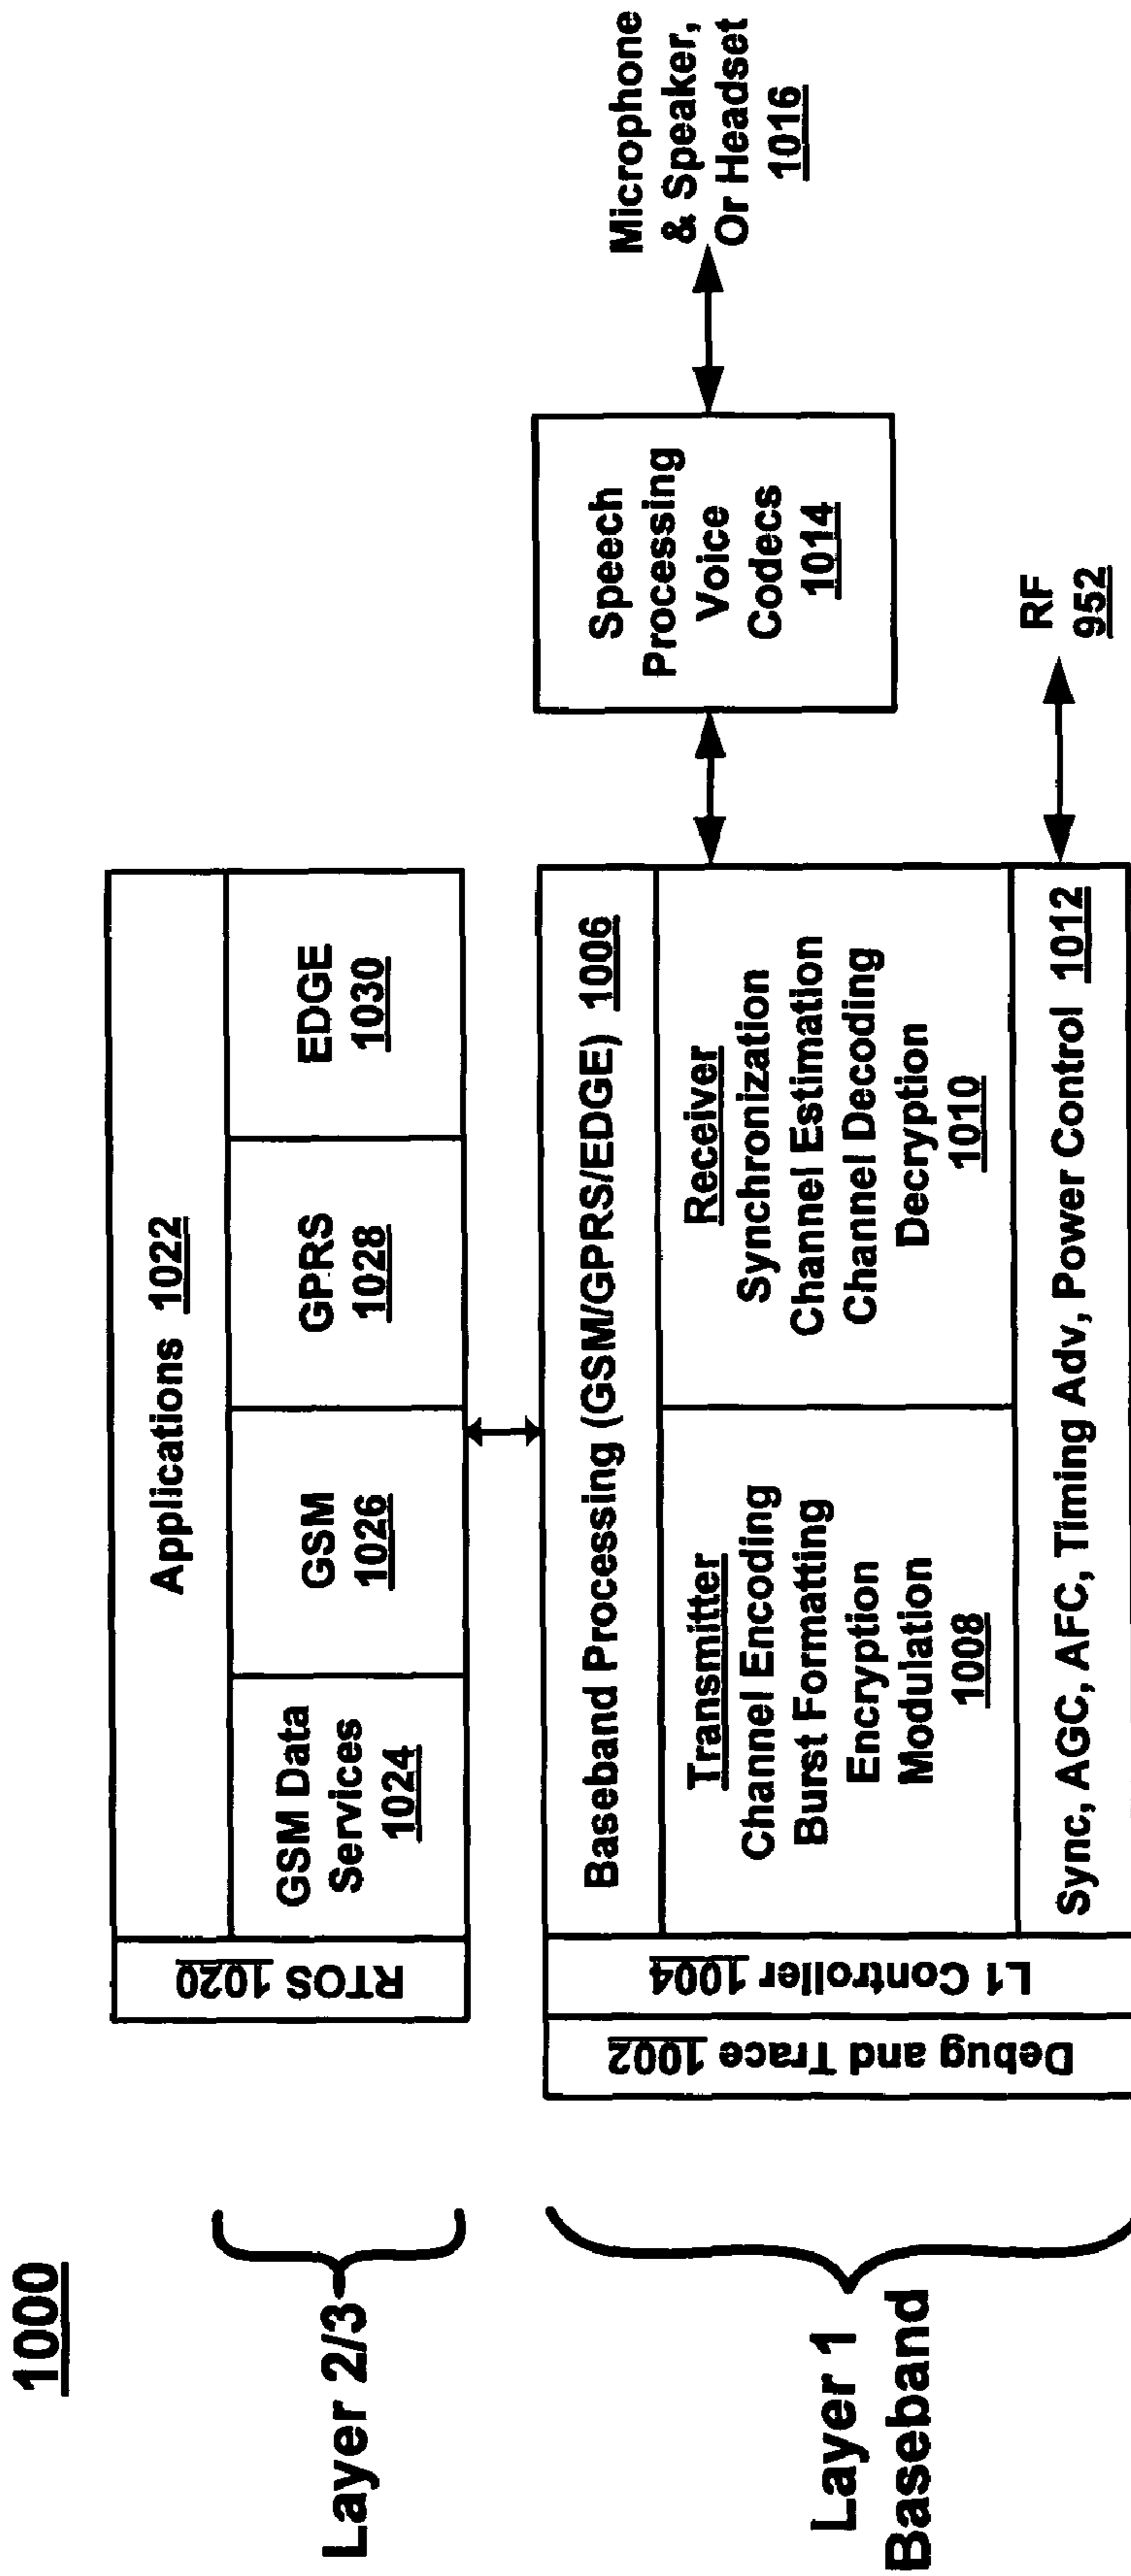 1000
Layer 2/3
RTOS 1020
Applications 1022
GSM Data
Services
1024
GSM
1026
GPRS
1028
EDGE
1030
Layer 1
Baseband
Debug and Trace 1002
L1 Controller 1004
Baseband Processing (GSM/GPRS/EDGE) 1006
Transmitter
Channel Encoding
Burst Formatting
Encryption
Modulation
1008
Receiver
Synchronization
Channel Estimation
Channel Decoding
Decryption
1010
Sync, AGC, AFC, Timing Adv, Power Control 1012
Speech
Processing
Voice
Codecs
1014
Microphone
& Speaker,
Or Headset
1016
RF
952